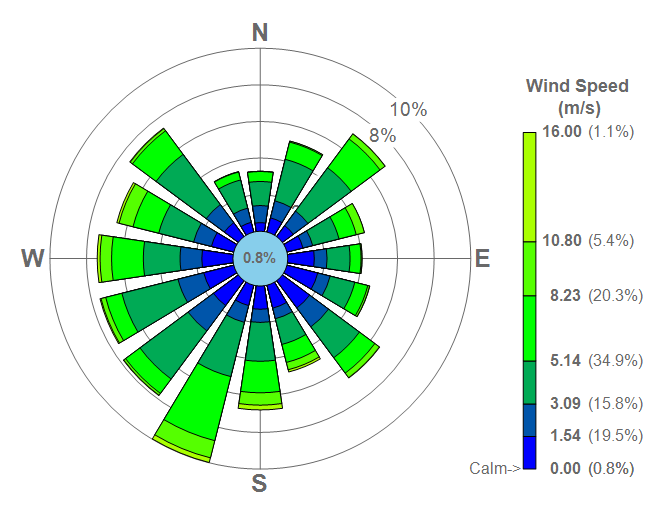 N
10%
8%
W
0.8%
E
S
Wind Speed
(m/s)
16.00 (1.1%)
10.80 (5.4%)
8.23 (20.3%)
5.14 (34.9%)
3.09 (15.8%)
1.54 (19.5%)
Calm-> 0.00 (0.8%)